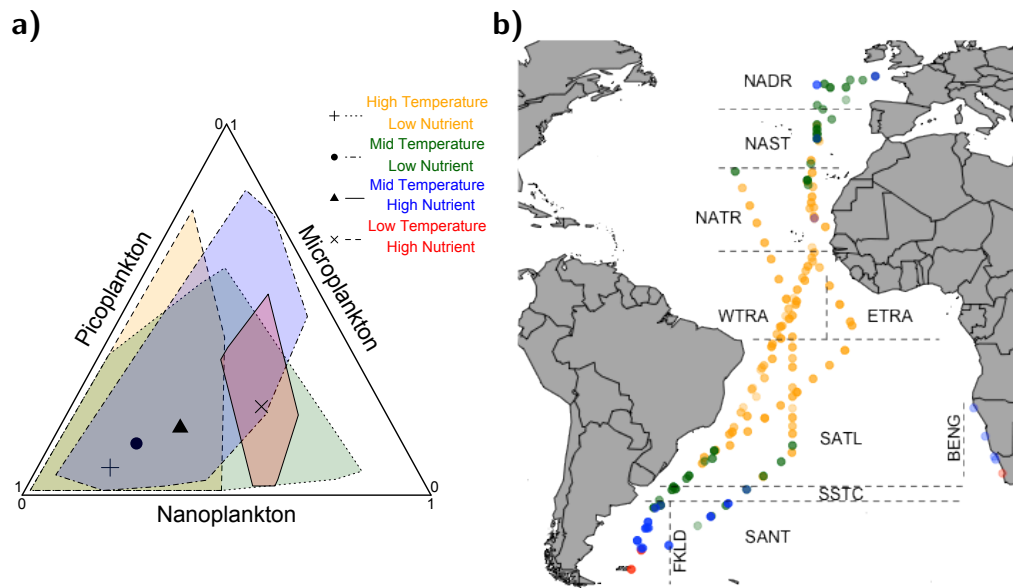 a)
b)
High Temperature
Low Nutrient
Mid Temperature
Low Nutrient
Mid Temperature
High Nutrient
Low Temperature
High Nutrient
0
1
Picoplankton
Microplankton
1
0
0
1
Nanoplankton
NADR
NAST
NATR
WTRA
ETRA
SATL
BENG
SSTC
FKLD
SANT